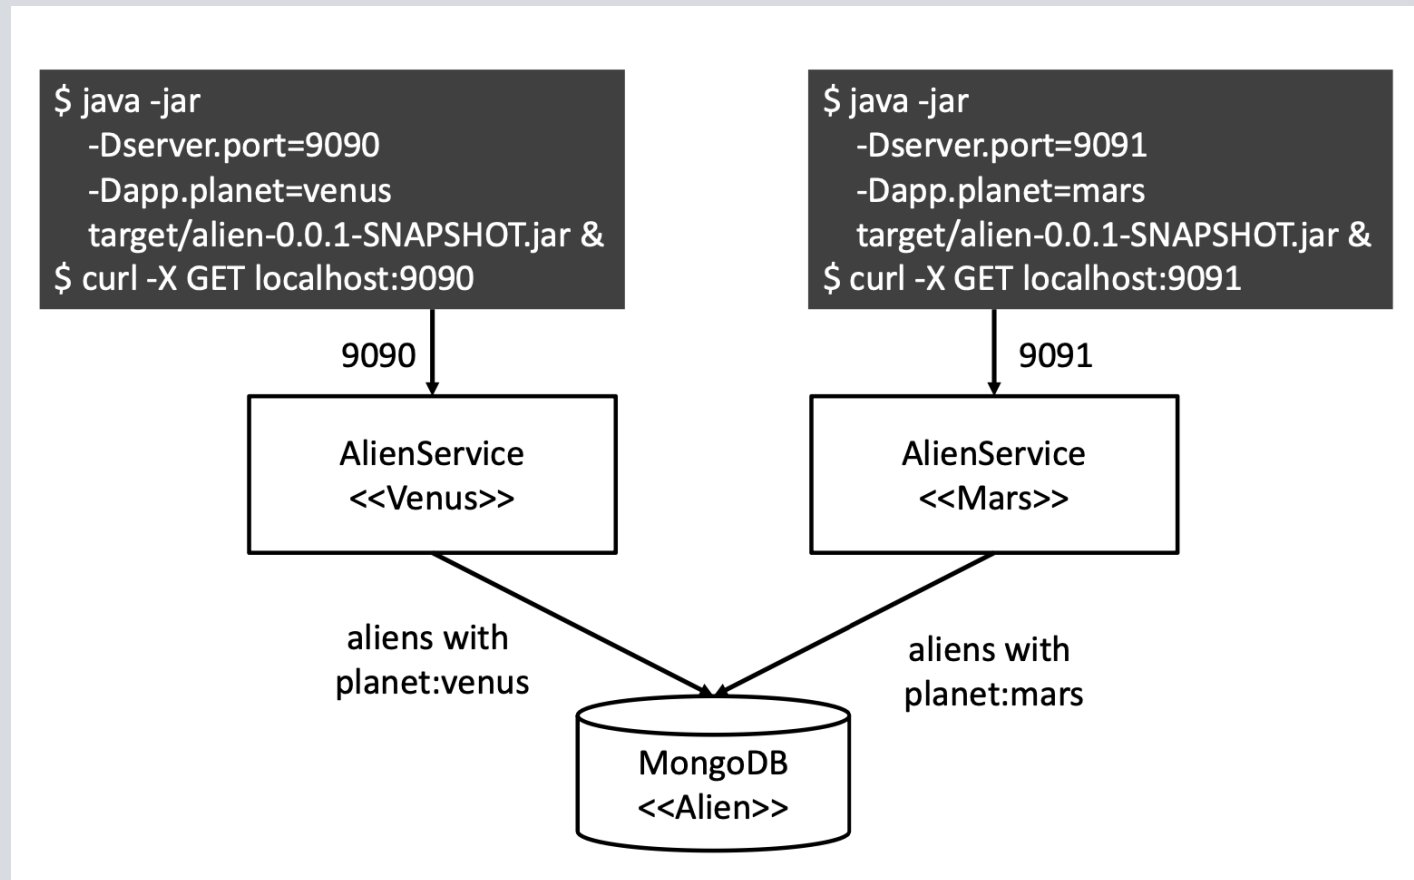 $ java -jar
-Dserver.port=9090
-Dapp.planet=venus
target/alien-0.0.1-SNAPSHOT.jar &
$ curl -X GET localhost:9090
$ java -jar
-Dserver.port=9091
-Dapp.planet=mars
target/alien-0.0.1-SNAPSHOT.jar &
$ curl -X GET localhost:9091
9090
9091
AlienService
<<Venus>>
AlienService
<<Mars>>
aliens with
planet:venus
aliens with
planet:mars
MongoDB
<<Alien>>